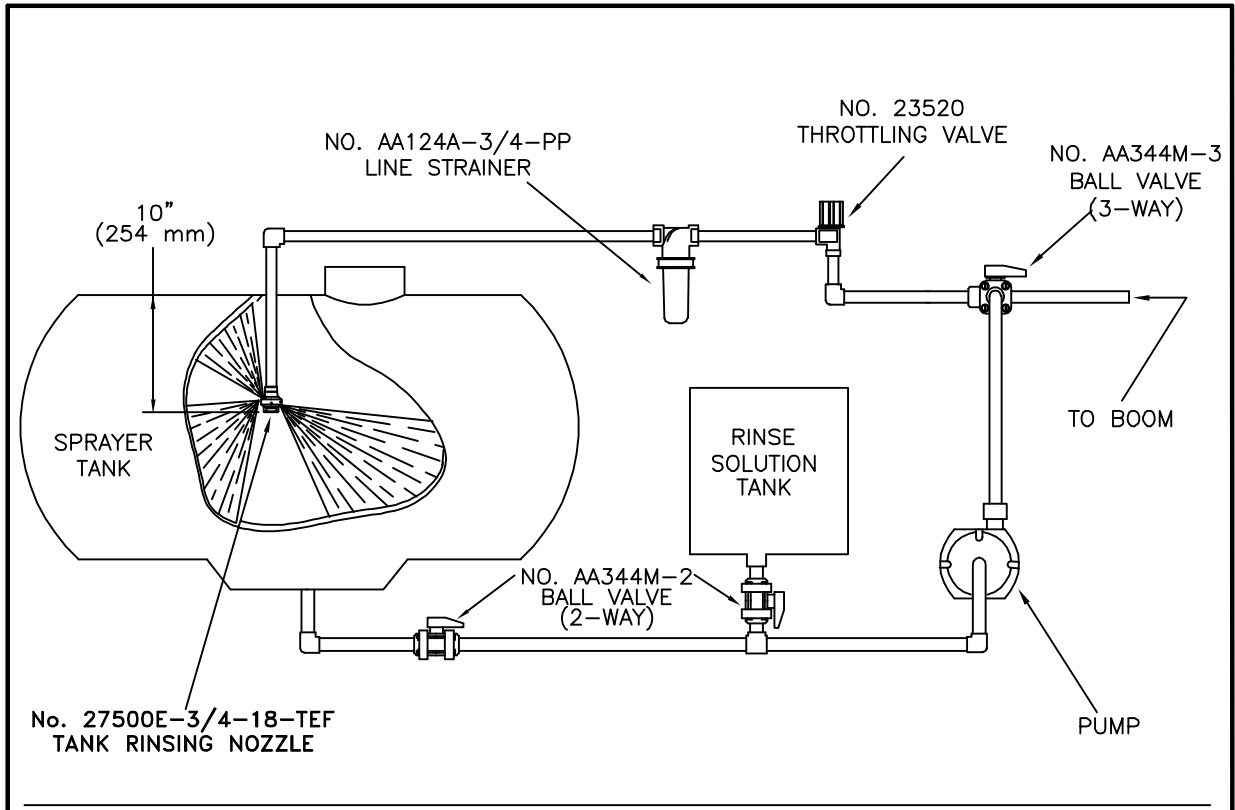 NO. 23520
THROTTLING VALVE
NO. AA124A-3/4-PP
LINE STRAINER
NO. AA344M-3
BALL VALVE
(3-WAY)
10"
(254 mm)
TO BOOM
SPRAYER
TANK
RINSE
SOLUTION
TANK
NO. AA344M-2
BALL VALVE
(2-WAY)
No. 27500E-3/4-18-TEF
TANK RINSING NOZZLE
PUMP